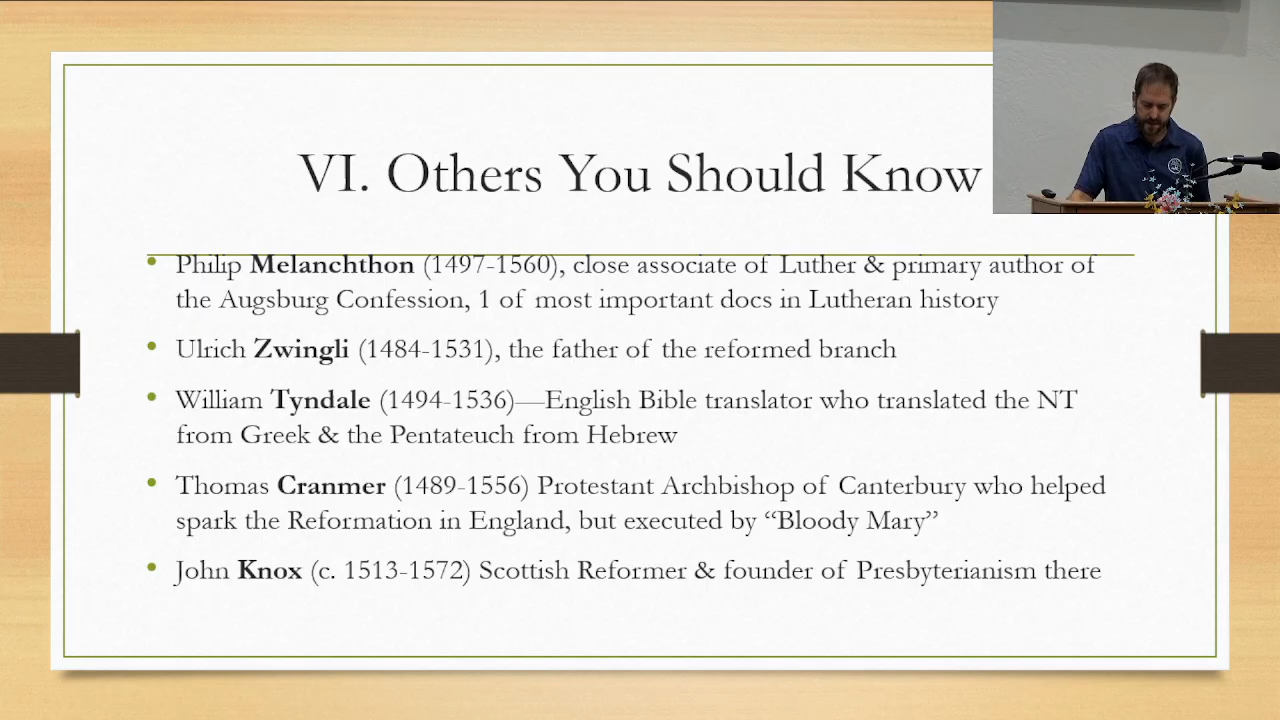 VI. Others You Should Know
• Philip Melanchthon (1497-1560), close associate of Luther & primary author of
the Augsburg Confession, 1 of most important docs in Lutheran history
• Ulrich Zwingli (1484-1531), the father of the reformed branch
• William Tyndale (1494-1536)—English Bible translator who translated the NT
from Greek & the Pentateuch from Hebrew
• Thomas Cranmer (1489-1556) Protestant Archbishop of Canterbury who helped
spark the Reformation in England, but executed by “Bloody Mary”
• John Knox (c. 1513-1572) Scottish Reformer & founder of Presbyterianism there